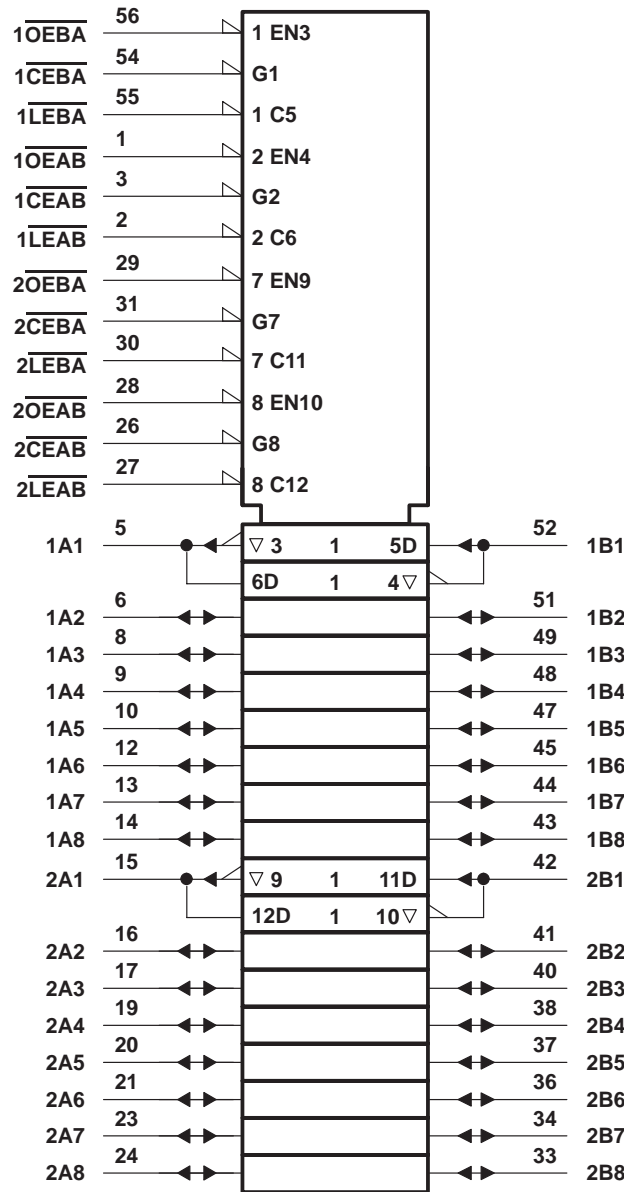 1OEBA 56 1 EN3
1CEBA 54 G1
1LEBA 55 1 C5
1OEAB 1 2 EN4
1CEAB 3 G2
1LEAB 2 2 C6
2OEBA 29 7 EN9
2CEBA 31 G7
2LEBA 30 7 C11
2OEAB 28 8 EN10
2CEAB 26 G8
2LEAB 27 8 C12
1A1 5 ▽ 3 1 5D 52 1B1
6D 1 4 ▽
1A2 6 51 1B2
1A3 8 49 1B3
1A4 9 48 1B4
1A5 10 47 1B5
1A6 12 45 1B6
1A7 13 44 1B7
1A8 14 43 1B8
2A1 15 ▽ 9 1 11D 42 2B1
12D 1 10 ▽
2A2 16 41 2B2
2A3 17 40 2B3
2A4 19 38 2B4
2A5 20 37 2B5
2A6 21 36 2B6
2A7 23 34 2B7
2A8 24 33 2B8